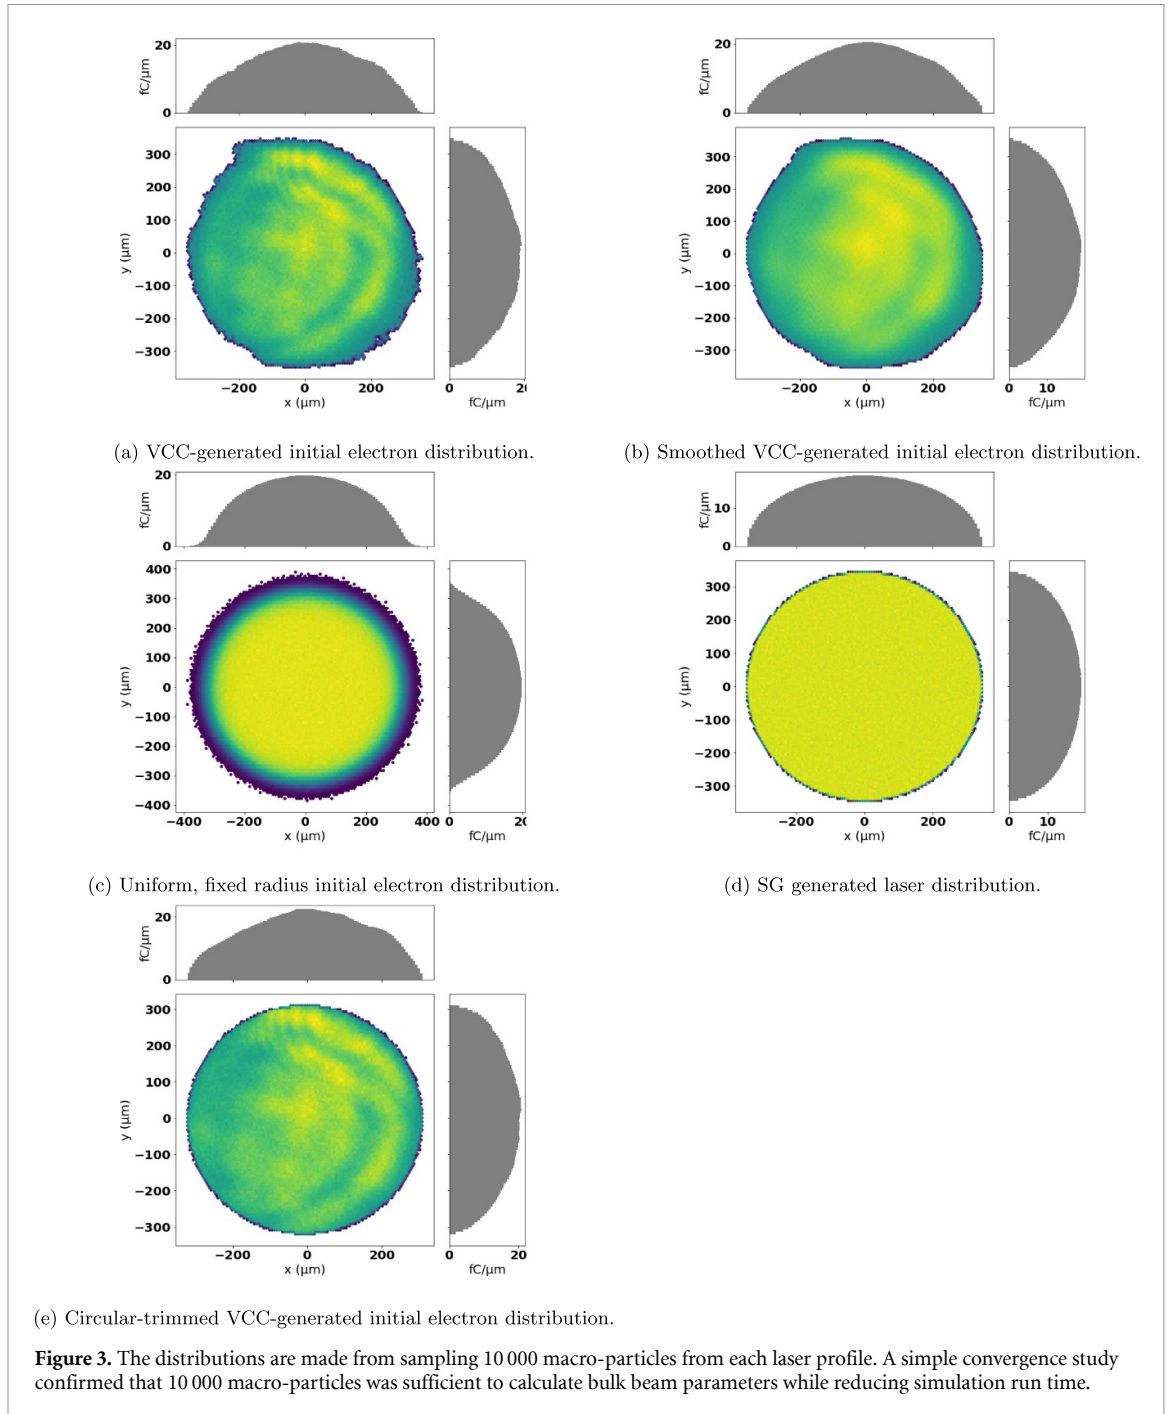 20
fC/μm
0
300
200
100
0
−100
−200
−300
y (μm)
−200 0 200
x (μm)
0 2
fC/μm
(a) VCC-generated initial electron distribution.
20
fC/μm
0
300
200
100
0
−100
−200
−300
y (μm)
−200 0 200
x (μm)
0 10
fC/μm
(b) Smoothed VCC-generated initial electron distribution.
20
fC/μm
0
400
300
200
100
0
−100
−200
−300
−400
y (μm)
−400 −200 0 200 400
x (μm)
0 2
fC/μm
(c) Uniform, fixed radius initial electron distribution.
10
fC/μm
0
300
200
100
0
−100
−200
−300
y (μm)
−200 0 200
x (μm)
0 10
fC/μm
(d) SG generated laser distribution.
20
fC/μm
0
300
200
100
0
−100
−200
−300
y (μm)
−200 0 200
x (μm)
0 20
fC/μm
(e) Circular-trimmed VCC-generated initial electron distribution.
Figure 3. The distributions are made from sampling 10 000 macro-particles from each laser profile. A simple convergence study
confirmed that 10 000 macro-particles was sufficient to calculate bulk beam parameters while reducing simulation run time.